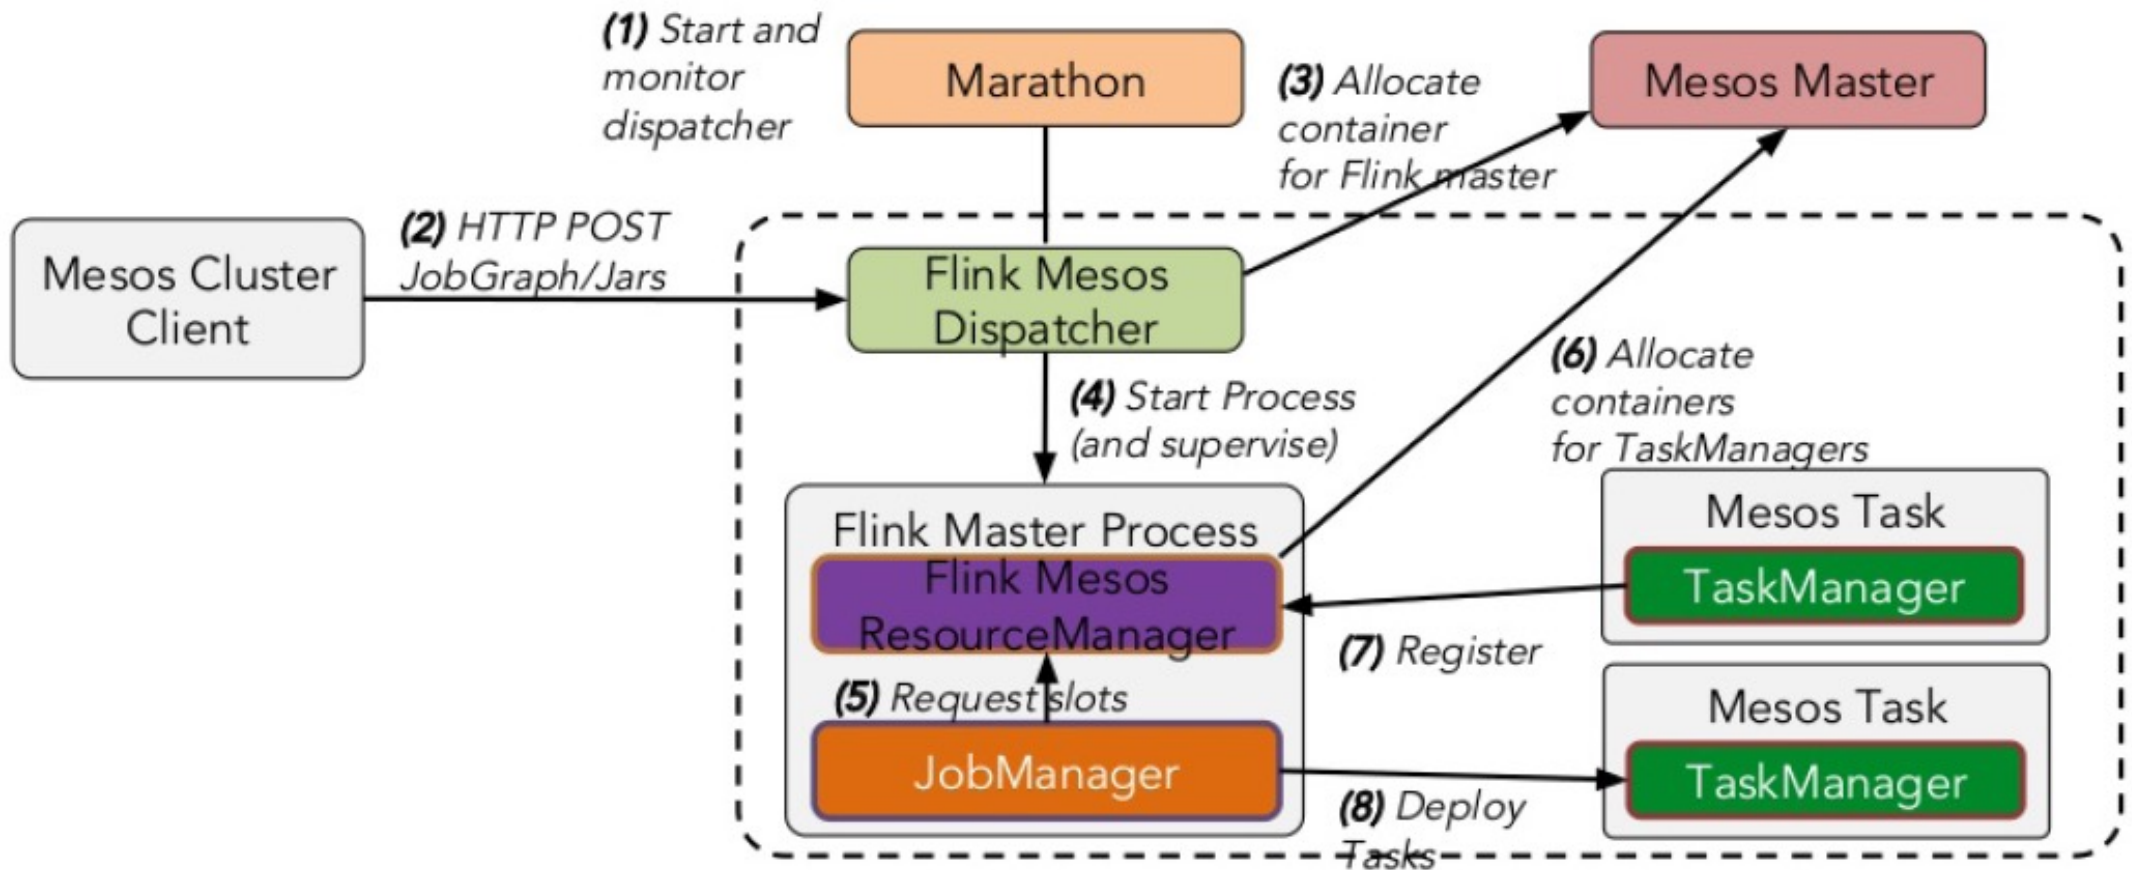 (1) Start and
monitor
dispatcher
Marathon
(3) Allocate
container
for Flink master
Mesos Master
Mesos Cluster
Client
(2) HTTP POST
JobGraph/Jars
Flink Mesos
Dispatcher
(4) Start Process
(and supervise)
(6) Allocate
containers
for TaskManagers
Flink Master Process
Flink Mesos
ResourceManager
(5) Request slots
JobManager
Mesos Task
TaskManager
(7) Register
Mesos Task
TaskManager
(8) Deploy
Tasks